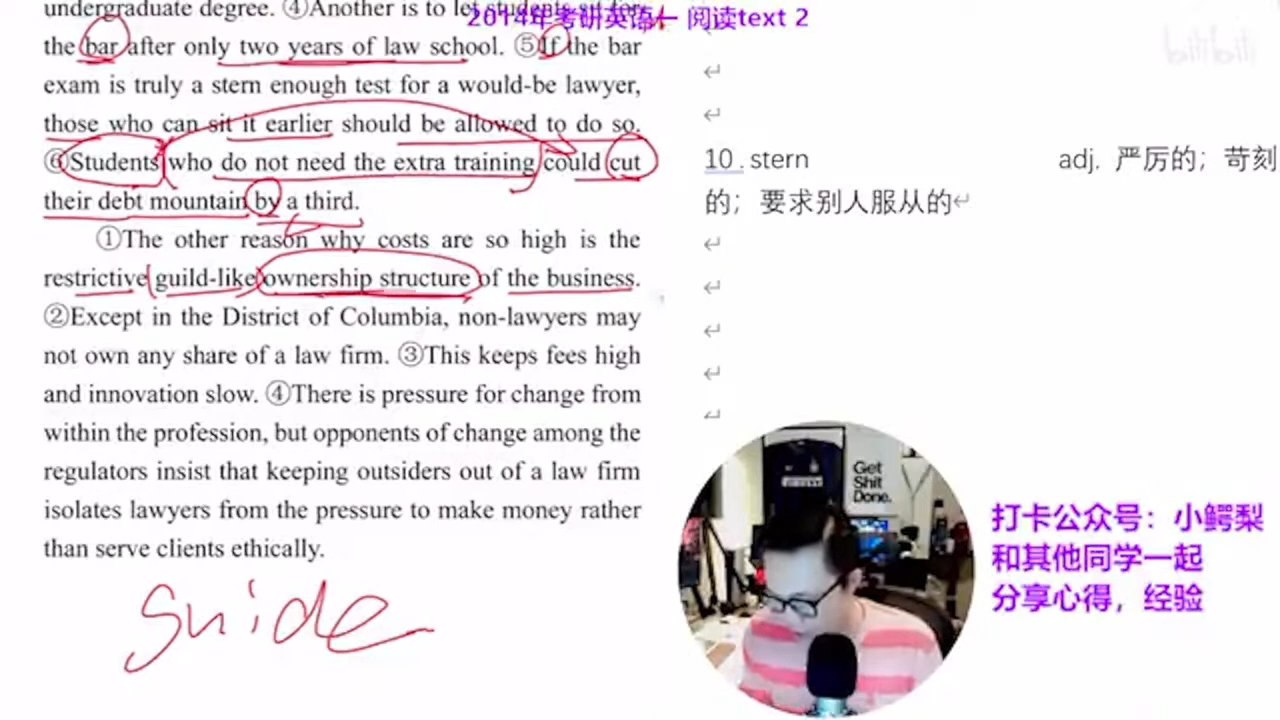 undergraduate degree. ④Another is to let students sit for
2014年考研英语一 阅读text 2
the bar after only two years of law school. ⑤If the bar
exam is truly a stern enough test for a would-be lawyer,
those who can sit it earlier should be allowed to do so.
⑥Students who do not need the extra training could cut
their debt mountain by a third.
①The other reason why costs are so high is the
restrictive guild-like ownership structure of the business.
②Except in the District of Columbia, non-lawyers may
not own any share of a law firm. ③This keeps fees high
and innovation slow. ④There is pressure for change from
within the profession, but opponents of change among the
regulators insist that keeping outsiders out of a law firm
isolates lawyers from the pressure to make money rather
than serve clients ethically.
bilibili
10 . stern adj. 严厉的；苛刻
的；要求别人服从的
Get
Shit
Done.
打卡公众号：小鳄梨
和其他同学一起
分享心得，经验